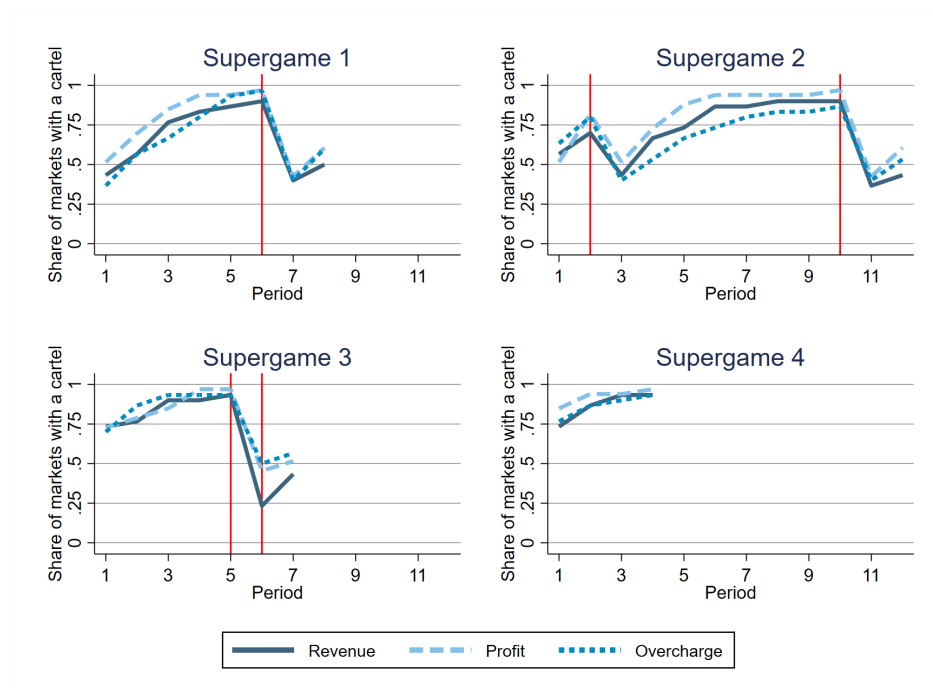 Supergame 1
Share of markets with a cartel
1
.75
.5
.25
0
1 3 5 7 9 11
Period
Supergame 2
Share of markets with a cartel
1
.75
.5
.25
0
1 3 5 7 9 11
Period
Supergame 3
Share of markets with a cartel
1
.75
.5
.25
0
1 3 5 7 9 11
Period
Supergame 4
Share of markets with a cartel
1
.75
.5
.25
0
1 3 5 7 9 11
Period
Revenue Profit Overcharge